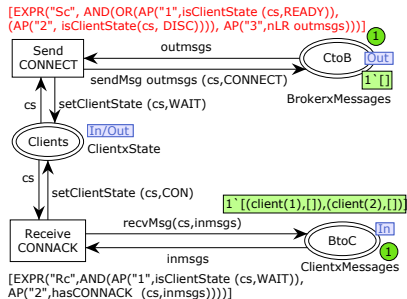 [EXPR("Sc", AND(OR(AP("1",isClientState (cs,READY)),
(AP("2", isClientState(cs, DISC)))), AP("3",nLR outmsgs)))]
Send
CONNECT
outmsgs
sendMsg outmsgs (cs,CONNECT)
CtoB
1
Out
1`[]
BrokerxMessages
cs
setClientState (cs,WAIT)
Clients
In/Out
ClientxState
cs
setClientState (cs,CON)
1`[(client(1),[]),(client(2),[])]
Receive
CONNACK
recvMsg(cs,inmsgs)
inmsgs
BtoC
In
1
ClientxMessages
[EXPR("Rc",AND(AP("1",isClientState (cs,WAIT)),
AP("2",hasCONNACK (cs,inmsgs))))]